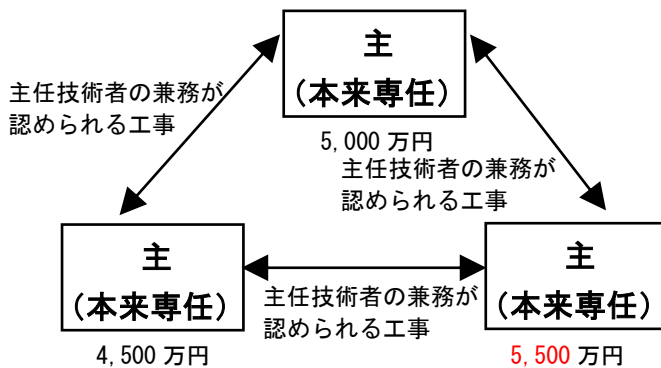 主
（本来専任）
5,000 万円
主任技術者の兼務が
認められる工事
主任技術者の兼務が
認められる工事
主
（本来専任）
4,500 万円
主任技術者の兼務が
認められる工事
主
（本来専任）
5,500 万円